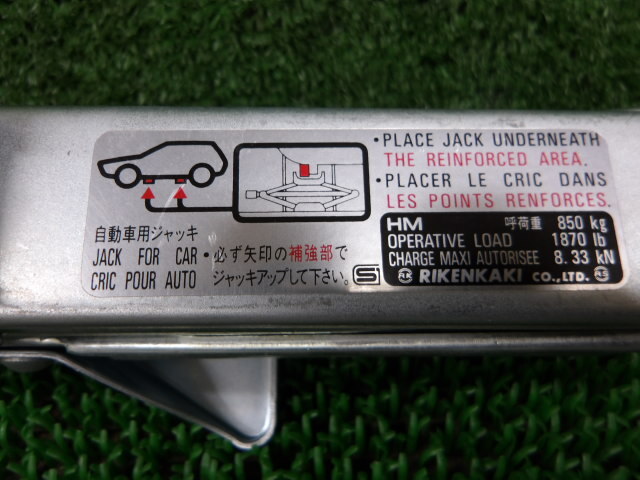 ・PLACE JACK UNDERNEATH
THE REINFORCED AREA.
・PLACER LE CRIC DANS
LES POINTS RENFORCES.
自動車用ジャッキ
JACK FOR CAR
CRIC POUR AUTO
・必ず矢印の補強部で
ジャッキアップして下さい。
HM 呼荷重 850 kg
OPERATIVE LOAD 1870 lb
CHARGE MAXI AUTORISEE 8.33 kN
RK RIKENKAKI CO.,LTD.